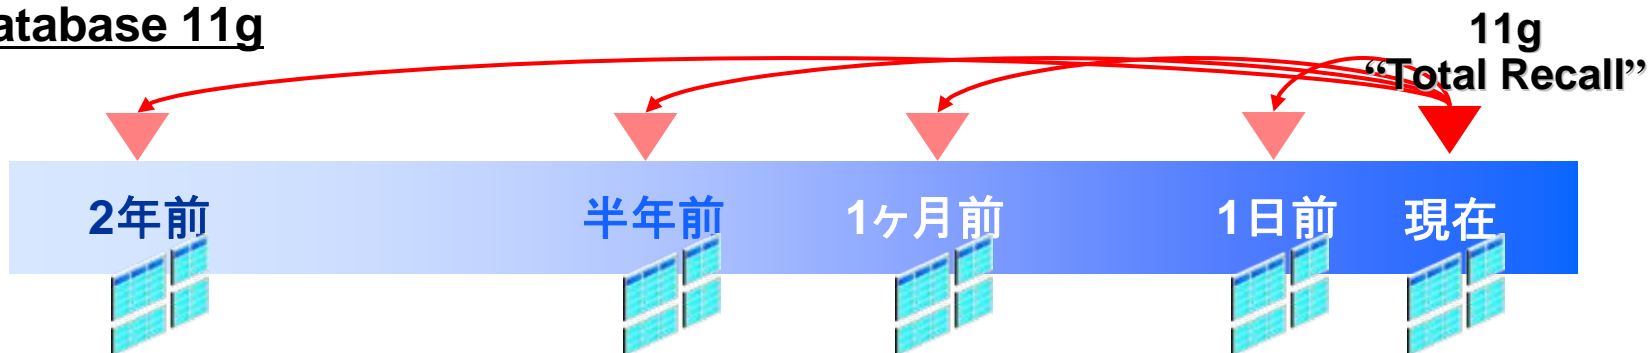 atabase 11g
11g
“Total Recall”
2年前
半年前
1ヶ月前
1日前
現在